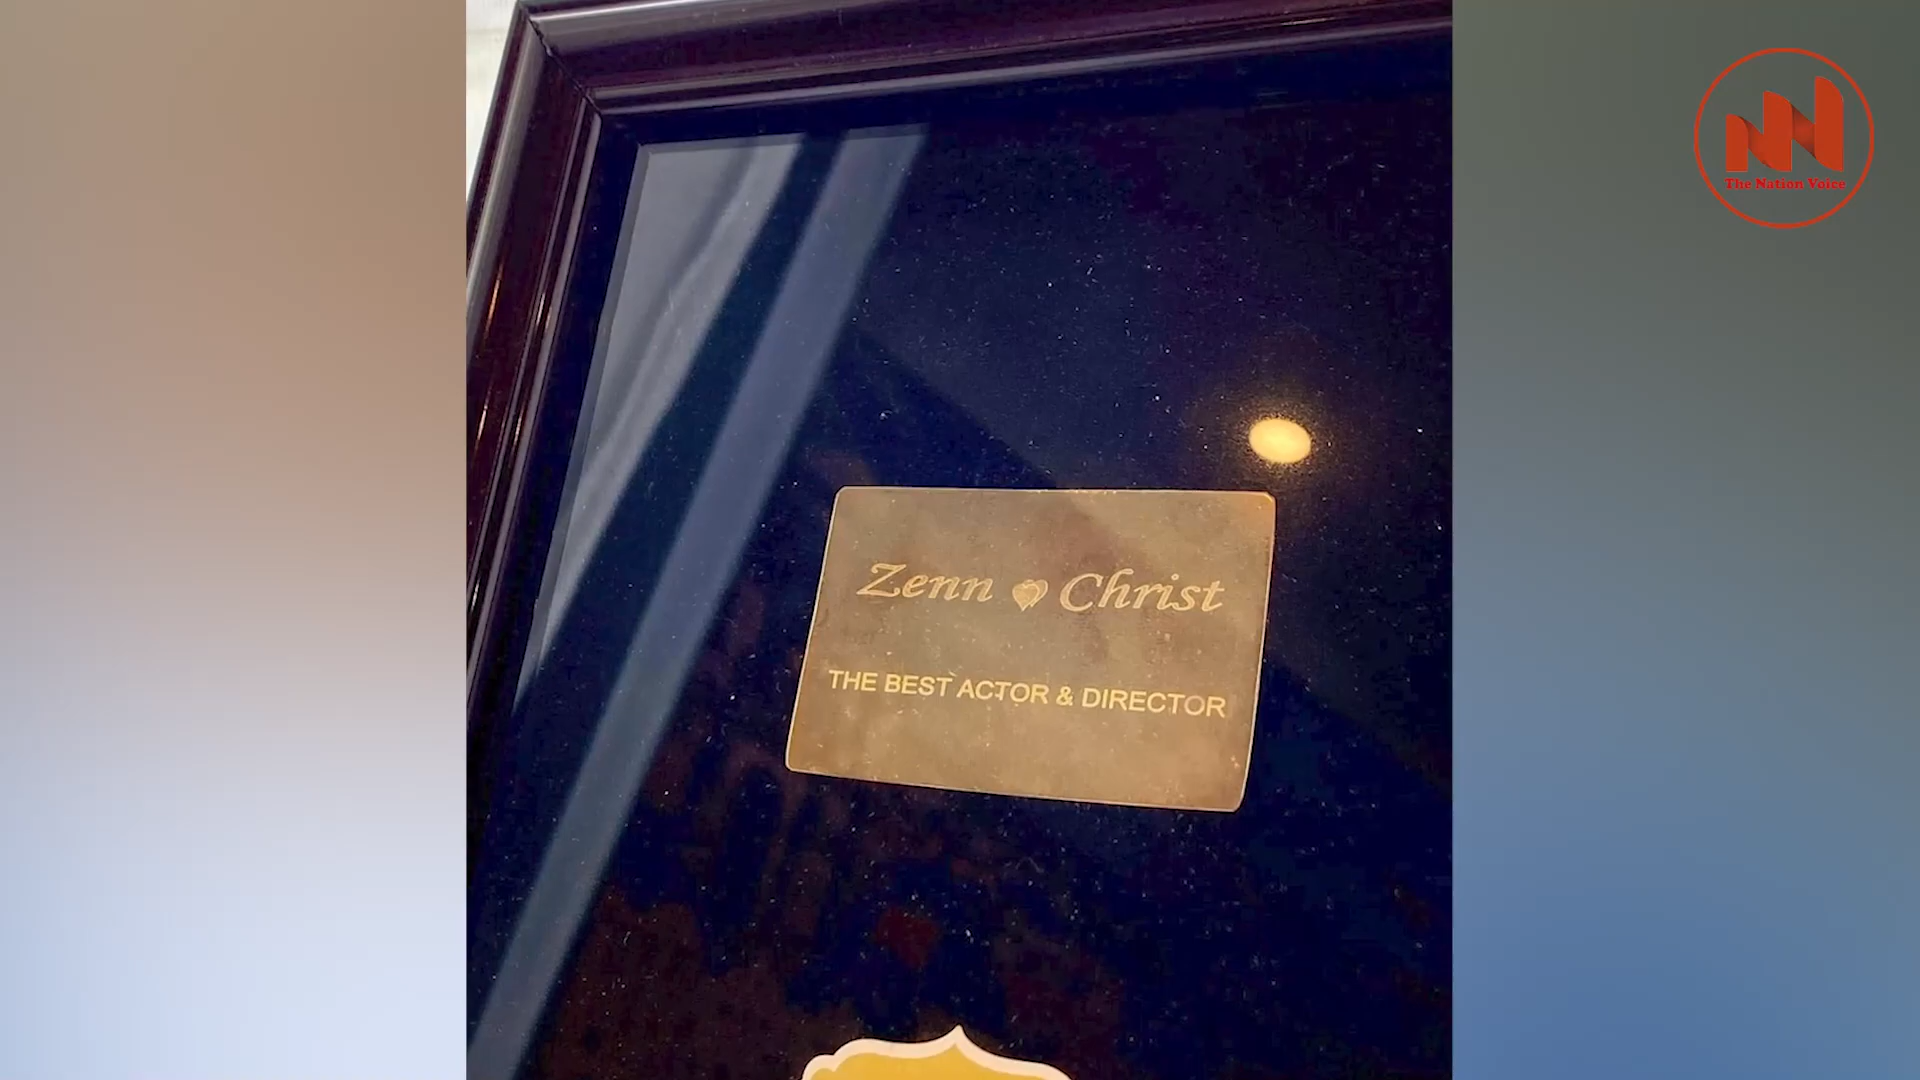 The Nation Voice
Zenn Christ
THE BEST ACTOR & DIRECTOR